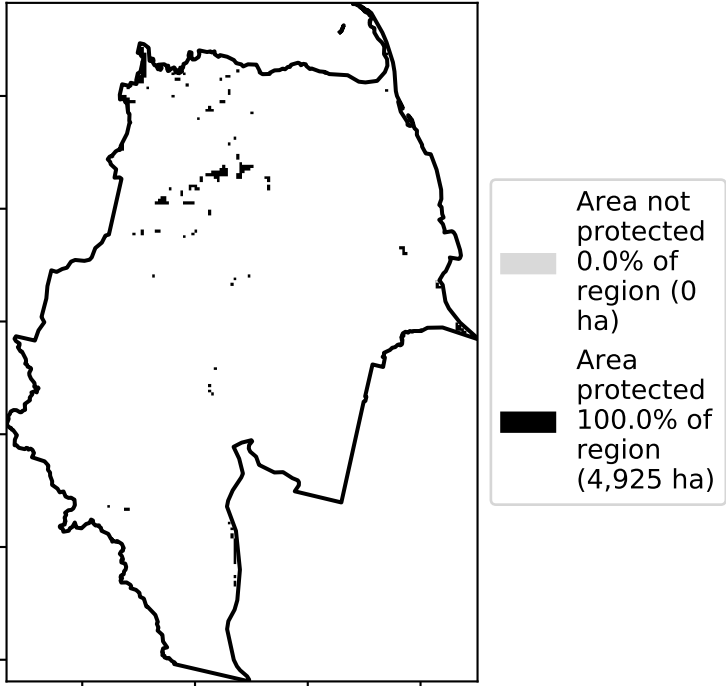 Area not
protected
0.0% of
region (0
ha)
Area
protected
100.0% of
region
(4,925 ha)